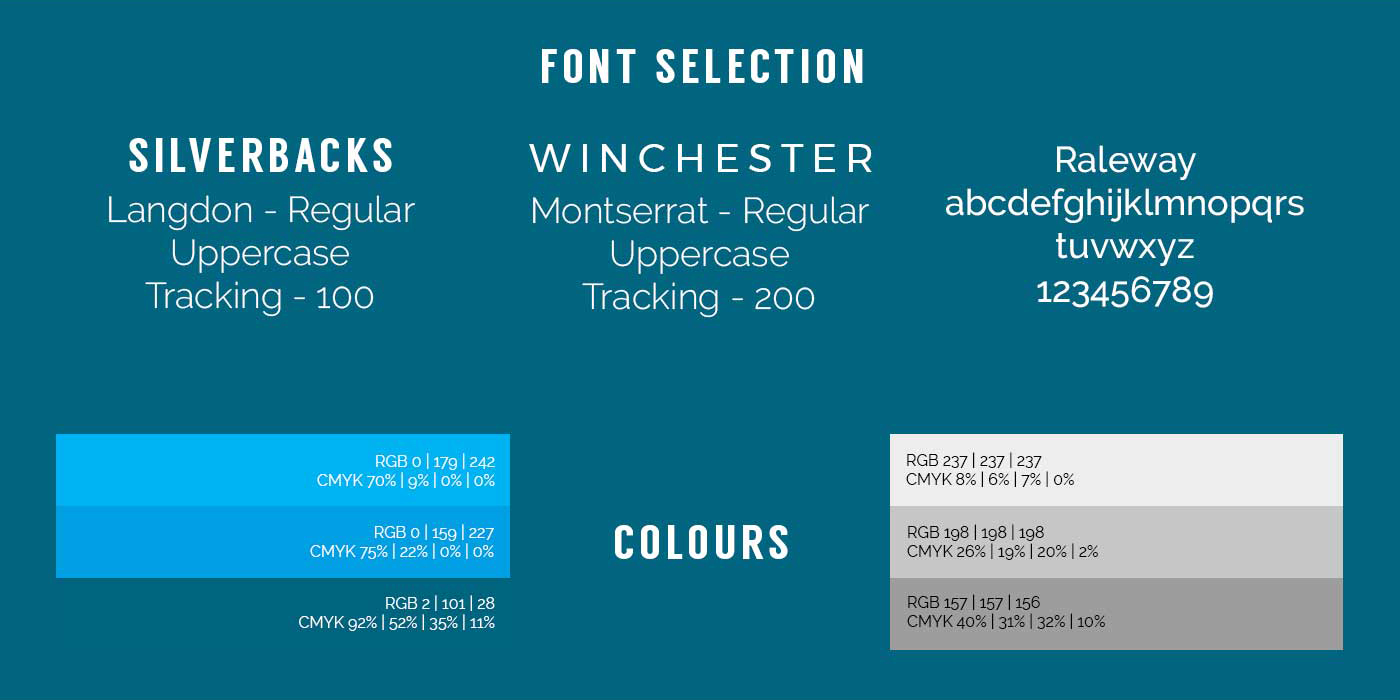 FONT SELECTION
SILVERBACKS
Langdon - Regular
Uppercase
Tracking - 100
WINCHESTER
Montserrat - Regular
Uppercase
Tracking - 200
Raleway
abcdefghijklmnopqrs
tuvwxyz
123456789
RGB 0 | 179 | 242
CMYK 70% | 9% | 0% | 0%
RGB 0 | 159 | 227
CMYK 75% | 22% | 0% | 0%
RGB 2 | 101 | 28
CMYK 92% | 52% | 35% | 11%
COLOURS
RGB 237 | 237 | 237
CMYK 8% | 6% | 7% | 0%
RGB 198 | 198 | 198
CMYK 26% | 19% | 20% | 2%
RGB 157 | 157 | 156
CMYK 40% | 31% | 32% | 10%